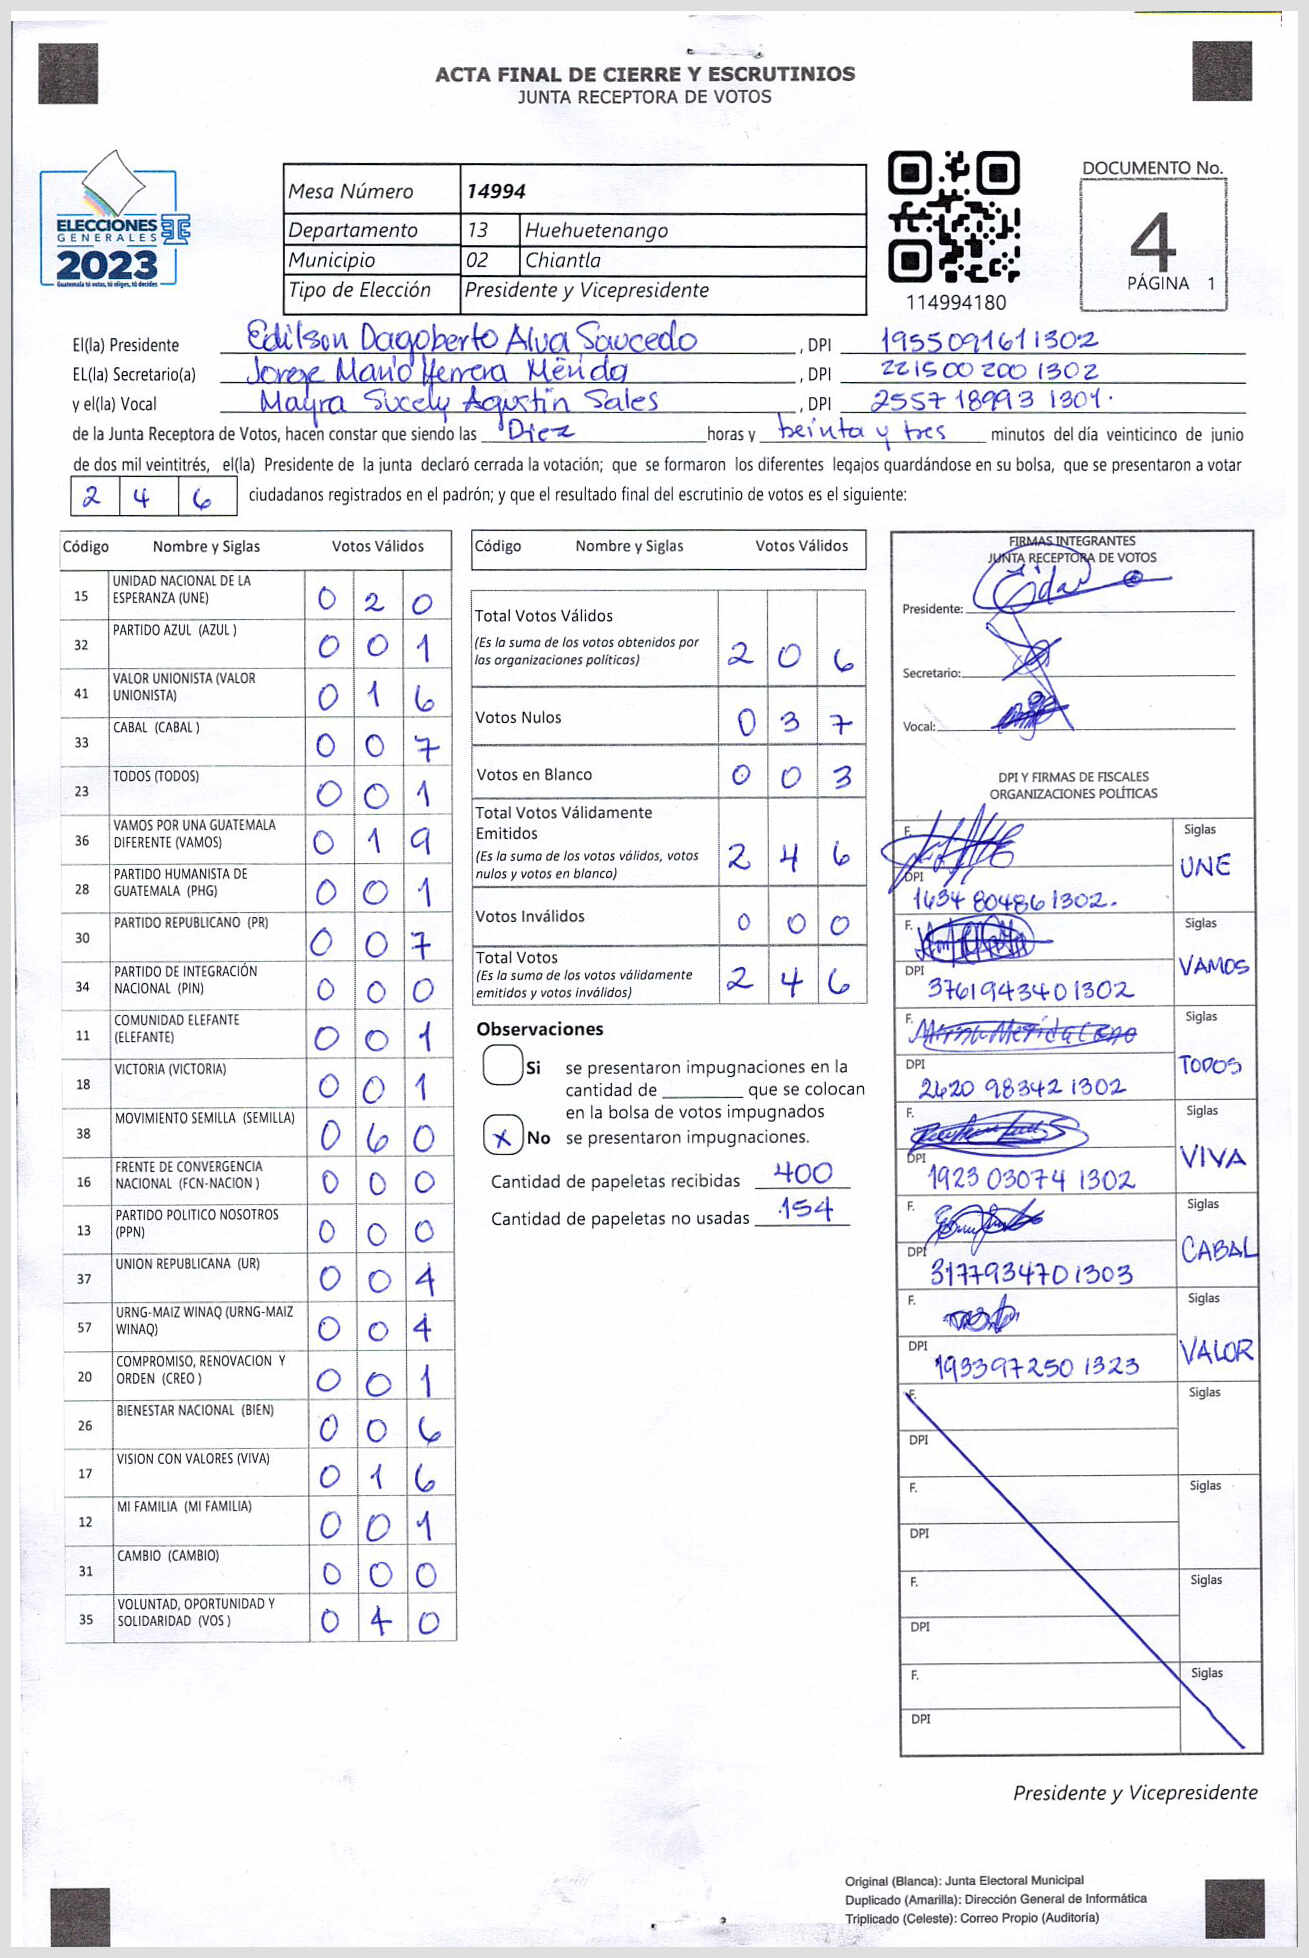 ACTA FINAL DE CIERRE Y ESCRUTINIOS
JUNTA RECEPTORA DE VOTOS
ELECCIONES
GENERALES
2023
Guatemala tú votas, tú eliges, tú decides
Mesa Número 14994
Departamento 13 Huehuetenango
Municipio 02 Chiantla
Tipo de Elección Presidente y Vicepresidente
114994180
DOCUMENTO No.
4
PÁGINA 1
El(la) Presidente Edilson Dagoberto Alva Saucedo, DPI 1955091611302
EL(la) Secretario(a) Jorge Mario Herrera Mérida, DPI 2215002001302
y el(la) Vocal Mayra Sucely Agustin Sales, DPI 2557189931301.
de la Junta Receptora de Votos, hacen constar que siendo las Diez horas y treinta y tres minutos del día veinticinco de junio
de dos mil veintitrés, el(la) Presidente de la junta declaró cerrada la votación; que se formaron los diferentes legajos guardándose en su bolsa, que se presentaron a votar
2 4 6 ciudadanos registrados en el padrón; y que el resultado final del escrutinio de votos es el siguiente:
Código Nombre y Siglas Votos Válidos
15 UNIDAD NACIONAL DE LA ESPERANZA (UNE) 0 2 0
32 PARTIDO AZUL (AZUL ) 0 0 1
41 VALOR UNIONISTA (VALOR UNIONISTA) 0 1 6
33 CABAL (CABAL ) 0 0 7
23 TODOS (TODOS) 0 0 1
36 VAMOS POR UNA GUATEMALA DIFERENTE (VAMOS) 0 1 9
28 PARTIDO HUMANISTA DE GUATEMALA (PHG) 0 0 1
30 PARTIDO REPUBLICANO (PR) 0 0 7
34 PARTIDO DE INTEGRACIÓN NACIONAL (PIN) 0 0 0
11 COMUNIDAD ELEFANTE (ELEFANTE) 0 0 1
18 VICTORIA (VICTORIA) 0 0 1
38 MOVIMIENTO SEMILLA (SEMILLA) 0 6 0
16 FRENTE DE CONVERGENCIA NACIONAL (FCN-NACION ) 0 0 0
13 PARTIDO POLITICO NOSOTROS (PPN) 0 0 0
37 UNION REPUBLICANA (UR) 0 0 4
57 URNG-MAIZ WINAQ (URNG-MAIZ WINAQ) 0 0 4
20 COMPROMISO, RENOVACION Y ORDEN (CREO ) 0 0 1
26 BIENESTAR NACIONAL (BIEN) 0 0 6
17 VISION CON VALORES (VIVA) 0 1 6
12 MI FAMILIA (MI FAMILIA) 0 0 1
31 CAMBIO (CAMBIO) 0 0 0
35 VOLUNTAD, OPORTUNIDAD Y SOLIDARIDAD (VOS ) 0 4 0
Código Nombre y Siglas Votos Válidos
Total Votos Válidos
(Es la suma de los votos obtenidos por
las organizaciones políticas) 2 0 6
Votos Nulos 0 3 7
Votos en Blanco 0 0 3
Total Votos Válidamente
Emitidos
(Es la suma de los votos válidos, votos
nulos y votos en blanco) 2 4 6
Votos Inválidos 0 0 0
Total Votos
(Es la suma de los votos válidamente
emitidos y votos inválidos) 2 4 6
Observaciones
Si se presentaron impugnaciones en la
cantidad de ________ que se colocan
en la bolsa de votos impugnados
X No se presentaron impugnaciones.
Cantidad de papeletas recibidas 400
Cantidad de papeletas no usadas 154
FIRMAS INTEGRANTES
JUNTA RECEPTORA DE VOTOS
Presidente:
Secretario:
Vocal:
DPI Y FIRMAS DE FISCALES
ORGANIZACIONES POLÍTICAS
F. Siglas
UNE
DPI
1634 80486 1302.
F. Siglas
VAMOS
DPI
3761943401302
F. Siglas
TODOS
DPI
2620 98342 1302
F. Siglas
VIVA
DPI
1923 03074 1302
F. Siglas
CABAL
DPI
3177934701303
F. Siglas
VALOR
DPI
193397250 1323
F. Siglas
DPI
F. Siglas
DPI
F. Siglas
DPI
F. Siglas
DPI
Presidente y Vicepresidente
Original (Blanca): Junta Electoral Municipal
Duplicado (Amarilla): Dirección General de Informática
Triplicado (Celeste): Correo Propio (Auditoría)